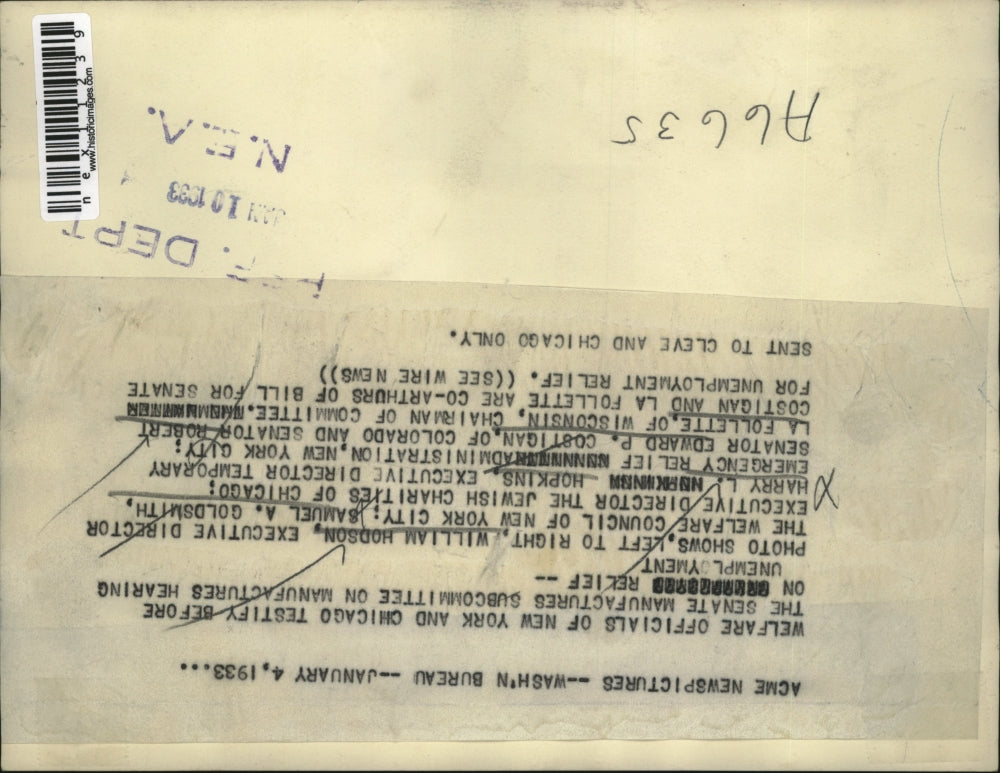 ACME NEWSPICTURES --WASH'N BUREAU --JANUARY 4,1933...
WELFARE OFFICIALS OF NEW YORK AND CHICAGO TESTIFY BEFORE
THE SENATE MANUFACTURES SUBCOMMITTEE ON MANUFACTURES HEARING
ON RELIEF --
UNEMPLOYMENT
PHOTO SHOWS,LEFT TO RIGHT, WILLIAM HODSON, EXECUTIVE DIRECTOR
THE WELFARE COUNCIL OF NEW YORK CITY; SAMUEL A. GOLDSMITH,
EXECUTIVE DIRECTOR THE JEWISH CHARITIES OF CHICAGO;
HARRY L. HOPKINS, EXECUTIVE DIRECTOR TEMPORARY
EMERGENCY RELIEF ADMINISTRATION,NEW YORK CITY;
SENATOR EDWARD P. COSTIGAN,OF COLORADO AND SENATOR ROBERT
LA FOLLETTE,OF WISCONSIN, CHAIRMAN OF COMMITTEE.
COSTIGAN AND LA FOLLETTE ARE CO-ARTHURS OF BILL FOR SENATE
FOR UNEMPLOYMENT RELIEF. ((SEE WIRE NEWS))
SENT TO CLEVE AND CHICAGO ONLY.
DEPT
JAN 10 1933
N.E.A.
A6635
nex11239
www.historicimages.com